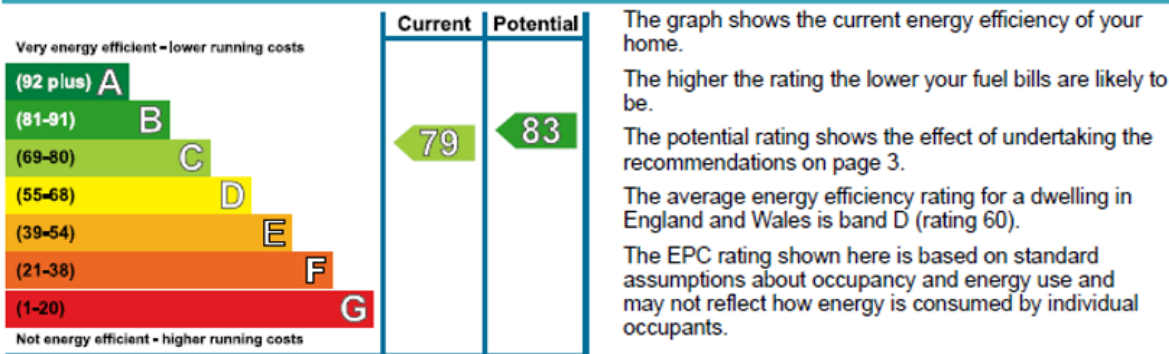 Current Potential
Very energy efficient - lower running costs
(92 plus) A
(81-91) B
(69-80) C
(55-68) D
(39-54) E
(21-38) F
(1-20) G
Not energy efficient - higher running costs
79
83
The graph shows the current energy efficiency of your
home.
The higher the rating the lower your fuel bills are likely to
be.
The potential rating shows the effect of undertaking the
recommendations on page 3.
The average energy efficiency rating for a dwelling in
England and Wales is band D (rating 60).
The EPC rating shown here is based on standard
assumptions about occupancy and energy use and
may not reflect how energy is consumed by individual
occupants.